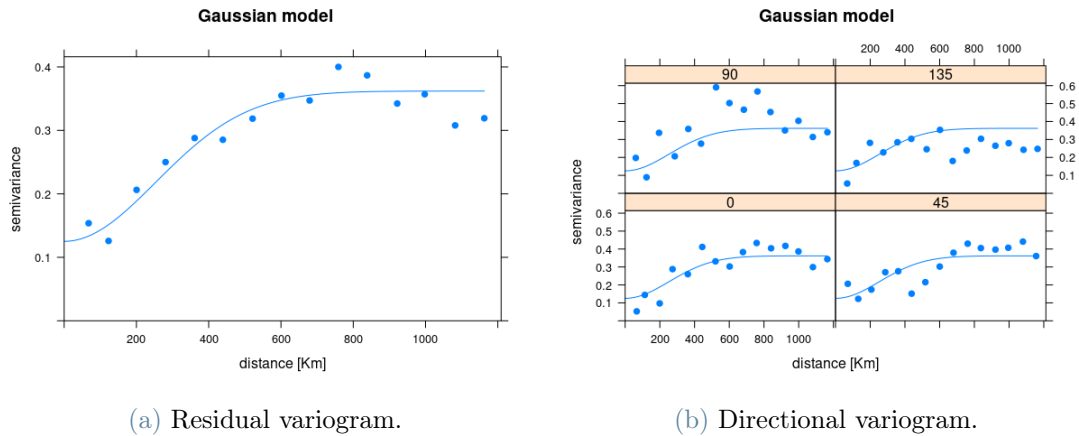 Gaussian model
0.4
0.3
0.2
0.1
semivariance
200 400 600 800 1000
distance [Km]
(a) Residual variogram.
Gaussian model
200 400 600 800 1000
90 135
0.6
0.5
0.4
0.3
0.2
0.1
0 45
0.6
0.5
0.4
0.3
0.2
0.1
semivariance
200 400 600 800 1000
distance [Km]
(b) Directional variogram.